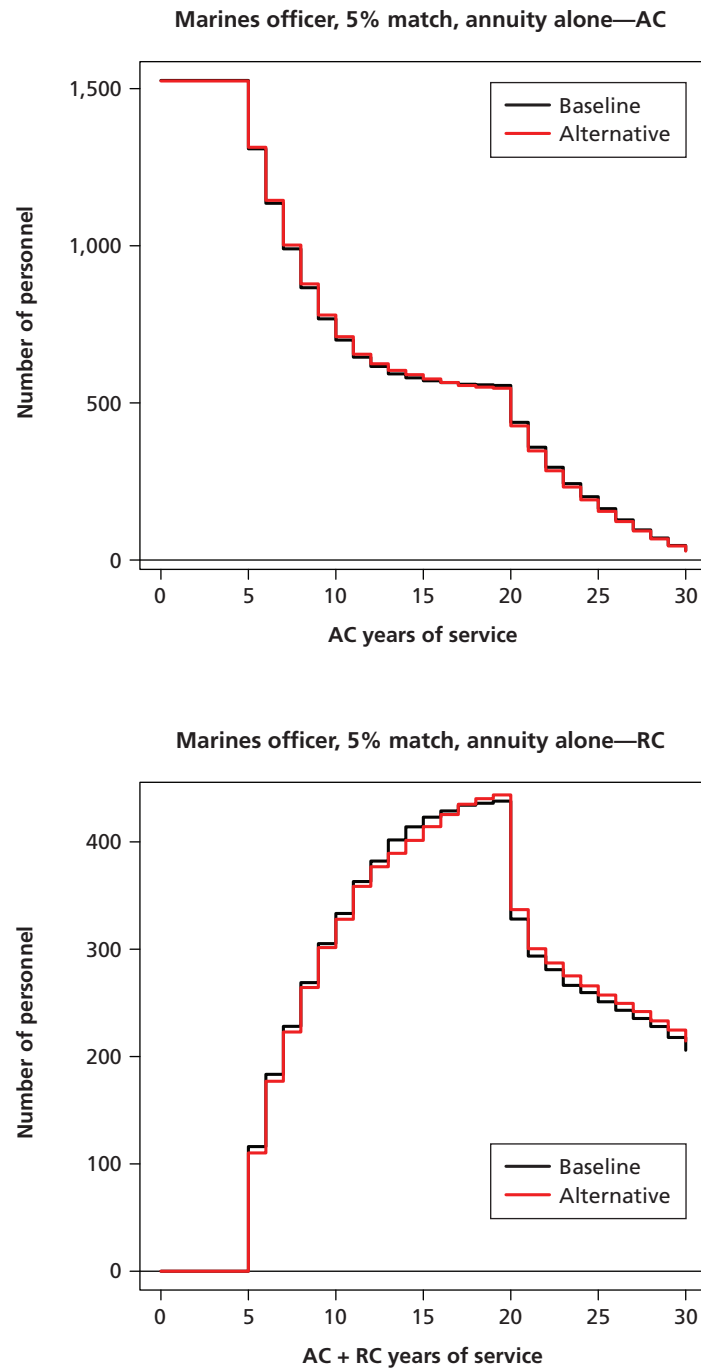 Marines officer, 5% match, annuity alone—AC
1,500
1,000
500
0
Number of personnel
Baseline
Alternative
0 5 10 15 20 25 30
AC years of service
Marines officer, 5% match, annuity alone—RC
400
300
200
100
0
Number of personnel
Baseline
Alternative
0 5 10 15 20 25 30
AC + RC years of service